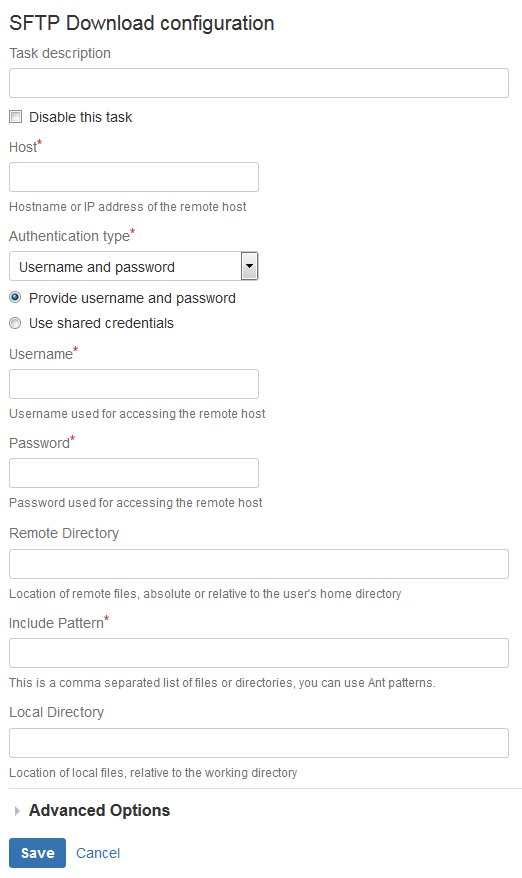 SFTP Download configuration
Task description
Disable this task
Host*
Hostname or IP address of the remote host
Authentication type*
Username and password
Provide username and password
Use shared credentials
Username*
Username used for accessing the remote host
Password*
Password used for accessing the remote host
Remote Directory
Location of remote files, absolute or relative to the user's home directory
Include Pattern*
This is a comma separated list of files or directories, you can use Ant patterns.
Local Directory
Location of local files, relative to the working directory
Advanced Options
Save Cancel